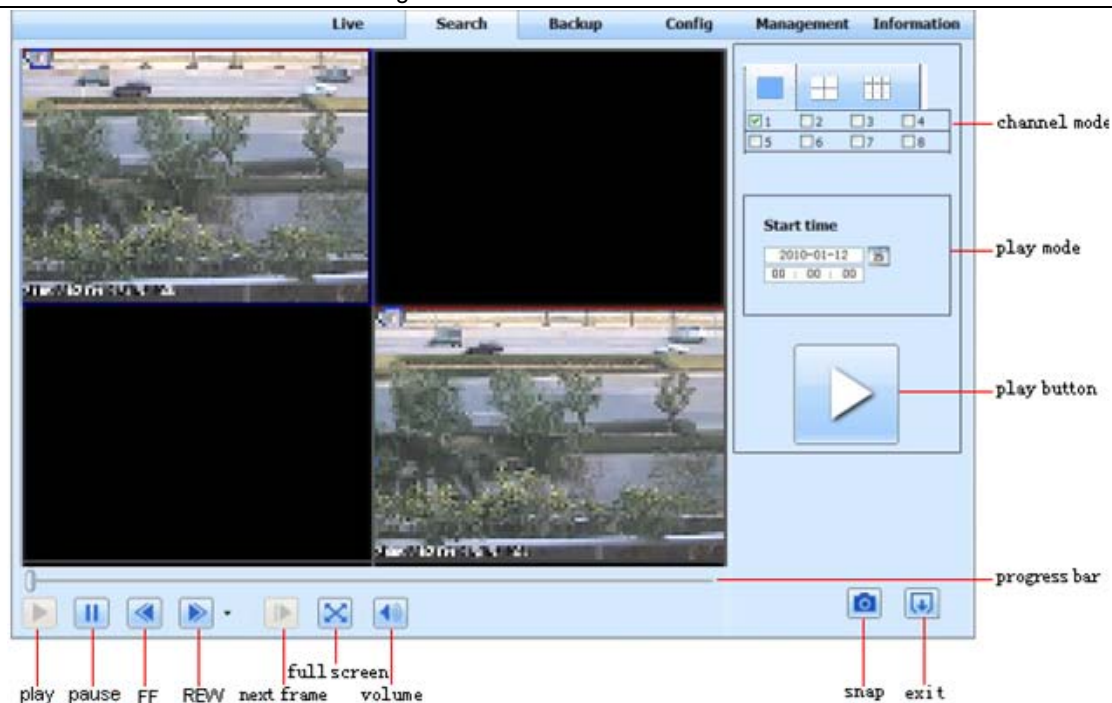 Live Search Backup Config Management Information
1 2 3 4
5 6 7 8
channel mode
Start time
2010-01-12
00 : 00 : 00
play mode
play button
progress bar
full screen
play pause FF REW next frame volume snap exit